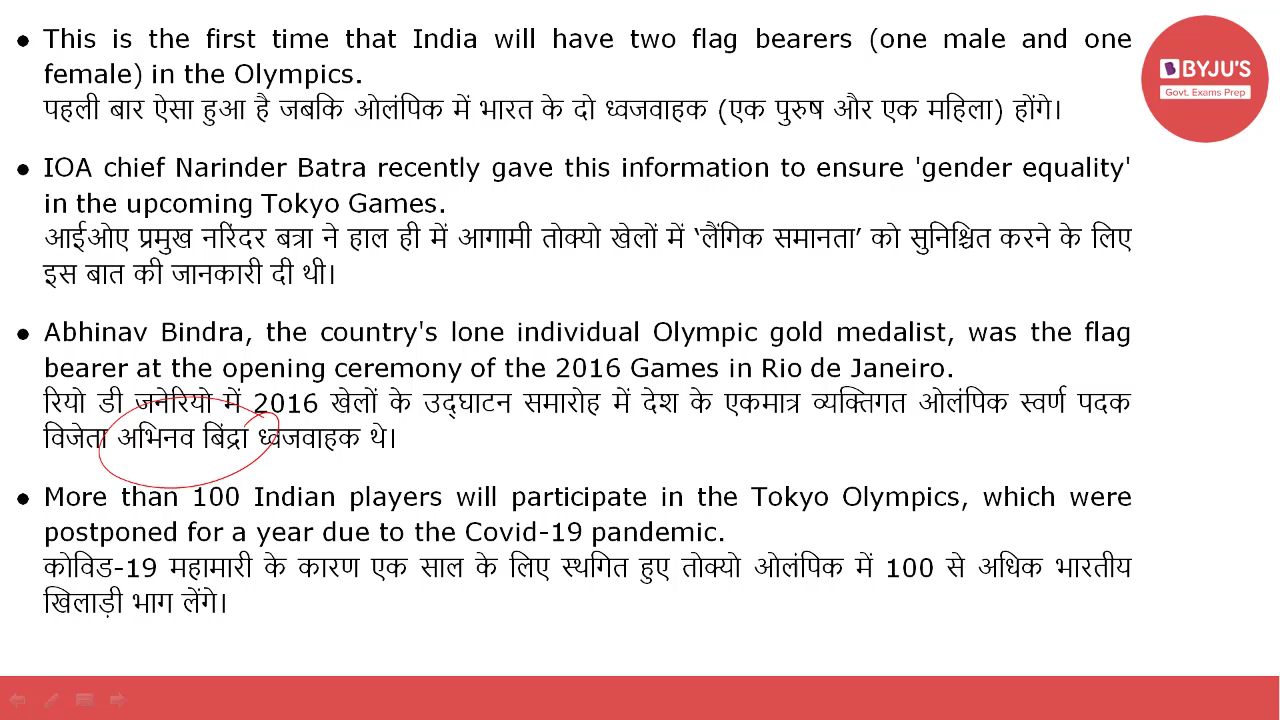 This is the first time that India will have two flag bearers (one male and one
female) in the Olympics.
पहली बार ऐसा हुआ है जबकि ओलंपिक में भारत के दो ध्वजवाहक (एक पुरुष और एक महिला) होंगे।
IOA chief Narinder Batra recently gave this information to ensure 'gender equality'
in the upcoming Tokyo Games.
आईओए प्रमुख नरिंदर बत्रा ने हाल ही में आगामी तोक्यो खेलों में ‘लैंगिक समानता’ को सुनिश्चित करने के लिए
इस बात की जानकारी दी थी।
Abhinav Bindra, the country's lone individual Olympic gold medalist, was the flag
bearer at the opening ceremony of the 2016 Games in Rio de Janeiro.
रियो डी जनेरियो में 2016 खेलों के उद्घाटन समारोह में देश के एकमात्र व्यक्तिगत ओलंपिक स्वर्ण पदक
विजेता अभिनव बिंद्रा ध्वजवाहक थे।
More than 100 Indian players will participate in the Tokyo Olympics, which were
postponed for a year due to the Covid-19 pandemic.
कोविड-19 महामारी के कारण एक साल के लिए स्थगित हुए तोक्यो ओलंपिक में 100 से अधिक भारतीय
खिलाड़ी भाग लेंगे।
BYJU'S
Govt. Exams Prep